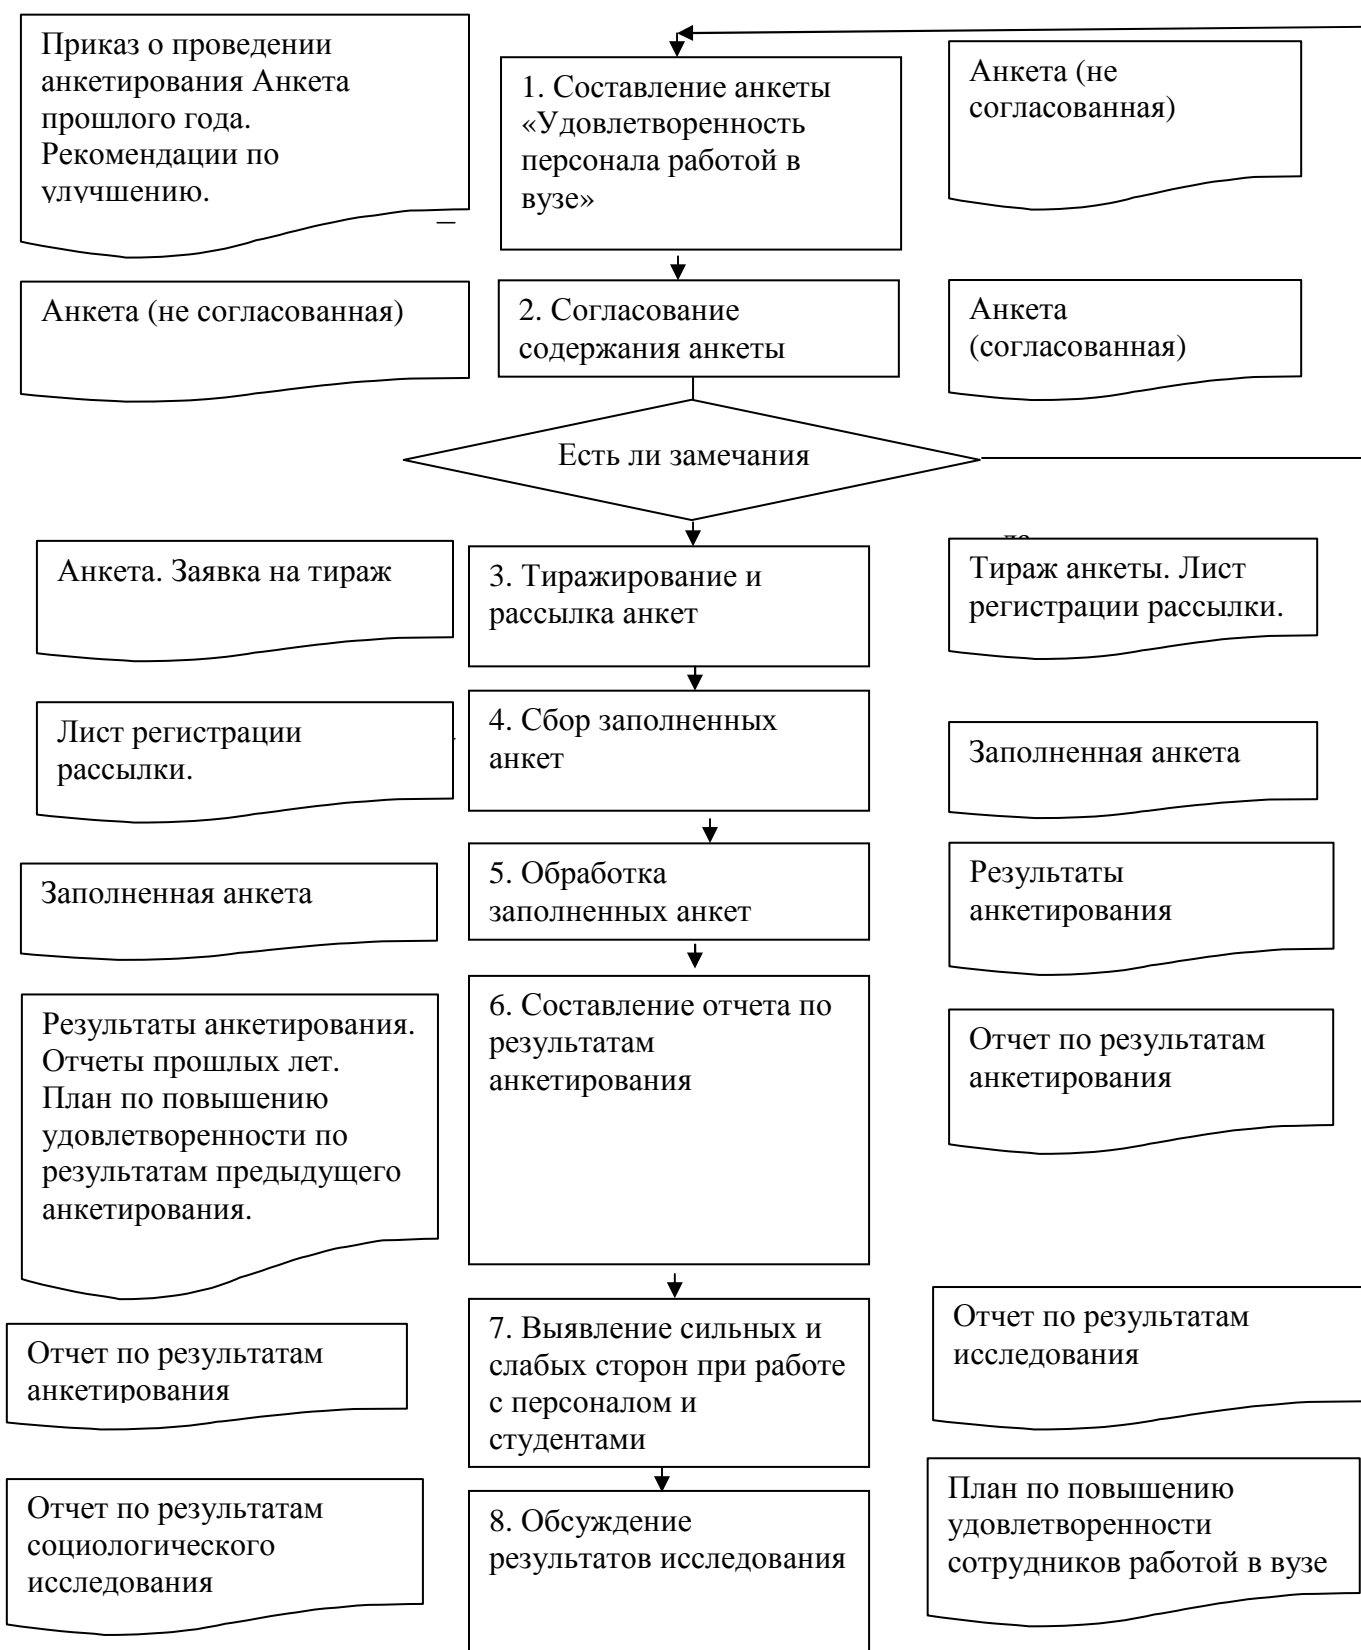 Приказ о проведении
анкетирования Анкета
прошлого года.
Рекомендации по
улучшению.
1. Составление анкеты
«Удовлетворенность
персонала работой в
вузе»
Анкета (не
согласованная)
Анкета (не согласованная)
2. Согласование
содержания анкеты
Анкета
(согласованная)
Есть ли замечания
Анкета. Заявка на тираж
3. Тиражирование и
рассылка анкет
Тираж анкеты. Лист
регистрации рассылки.
Лист регистрации
рассылки.
4. Сбор заполненных
анкет
Заполненная анкета
Заполненная анкета
5. Обработка
заполненных анкет
Результаты
анкетирования
Результаты анкетирования.
Отчеты прошлых лет.
План по повышению
удовлетворенности по
результатам предыдущего
анкетирования.
6. Составление отчета по
результатам
анкетирования
Отчет по результатам
анкетирования
Отчет по результатам
анкетирования
7. Выявление сильных и
слабых сторон при работе
с персоналом и
студентами
Отчет по результатам
исследования
Отчет по результатам
социологического
исследования
8. Обсуждение
результатов исследования
План по повышению
удовлетворенности
сотрудников работой в вузе